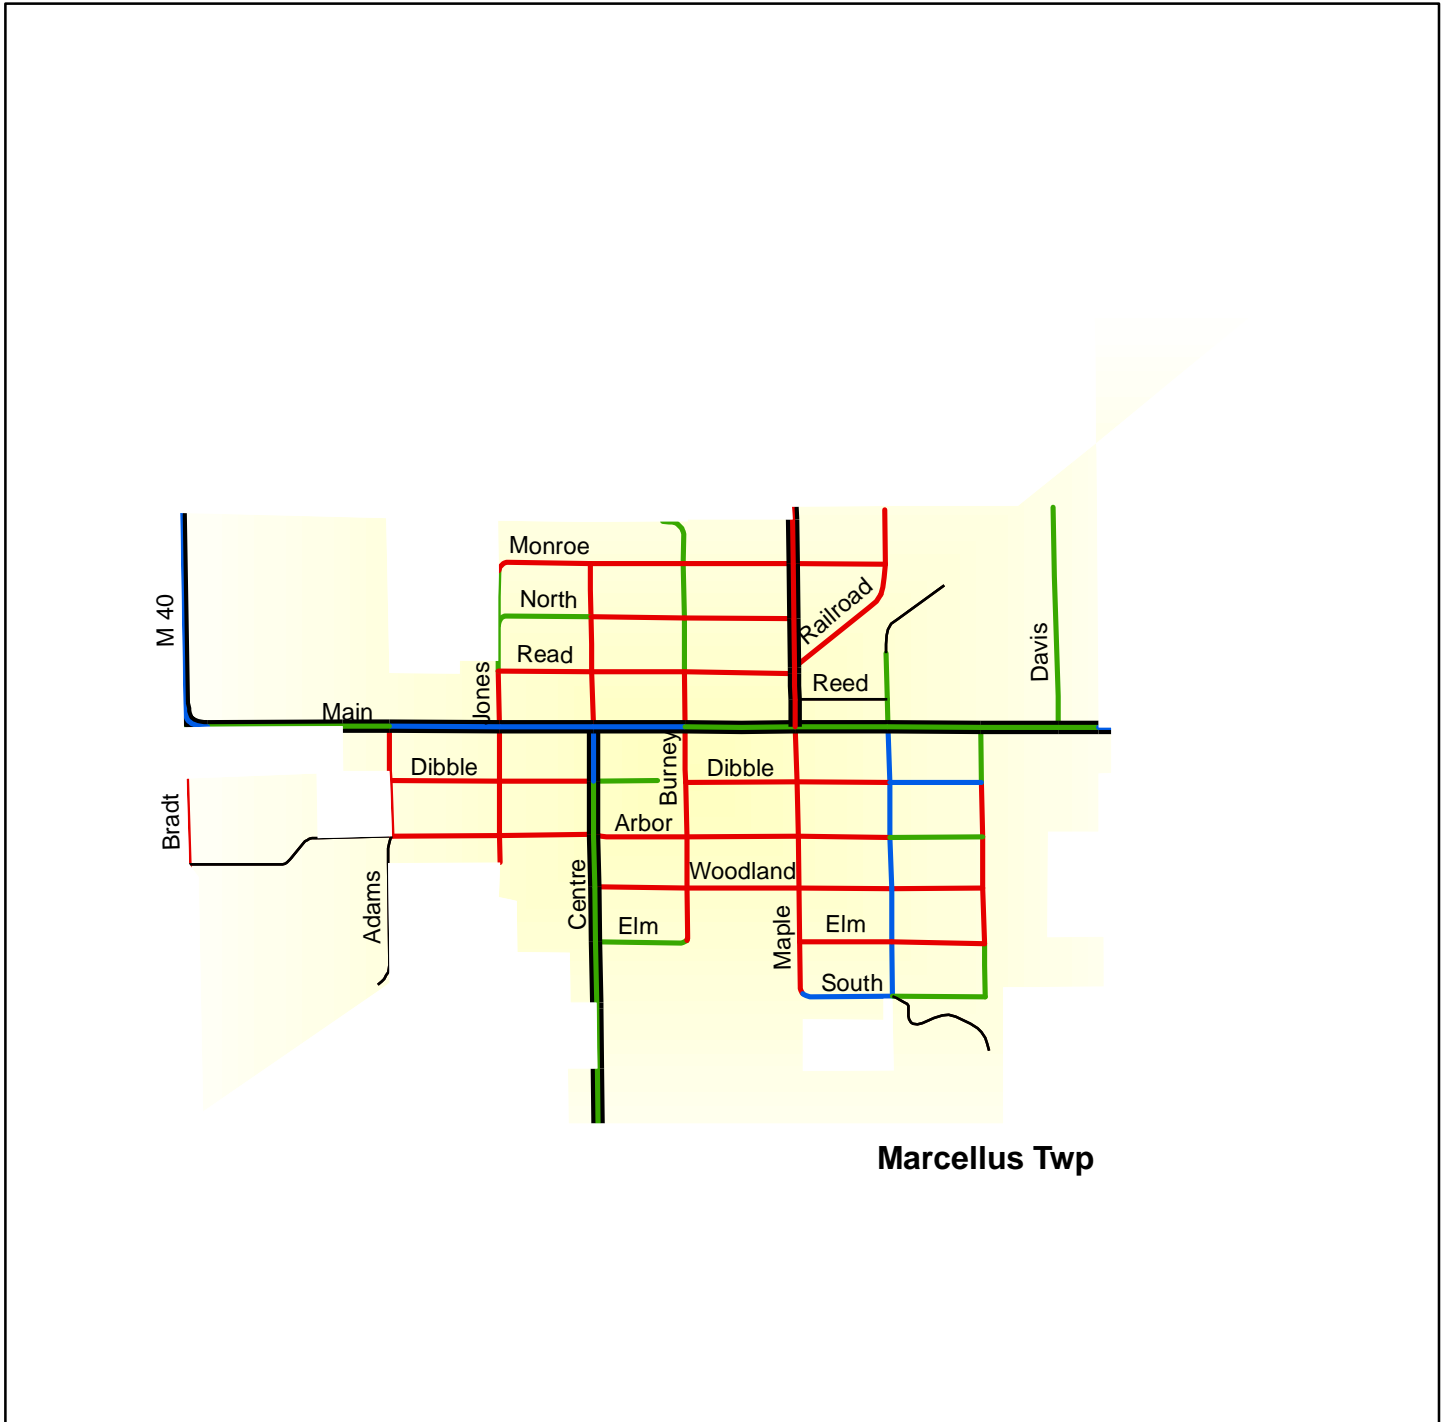 Monroe
M 40
North
Railroad
Read
Davis
Jones
Reed
Main
Burney
Dibble
Dibble
Bradt
Arbor
Centre
Woodland
Adams
Elm
Maple
Elm
South
Marcellus Twp